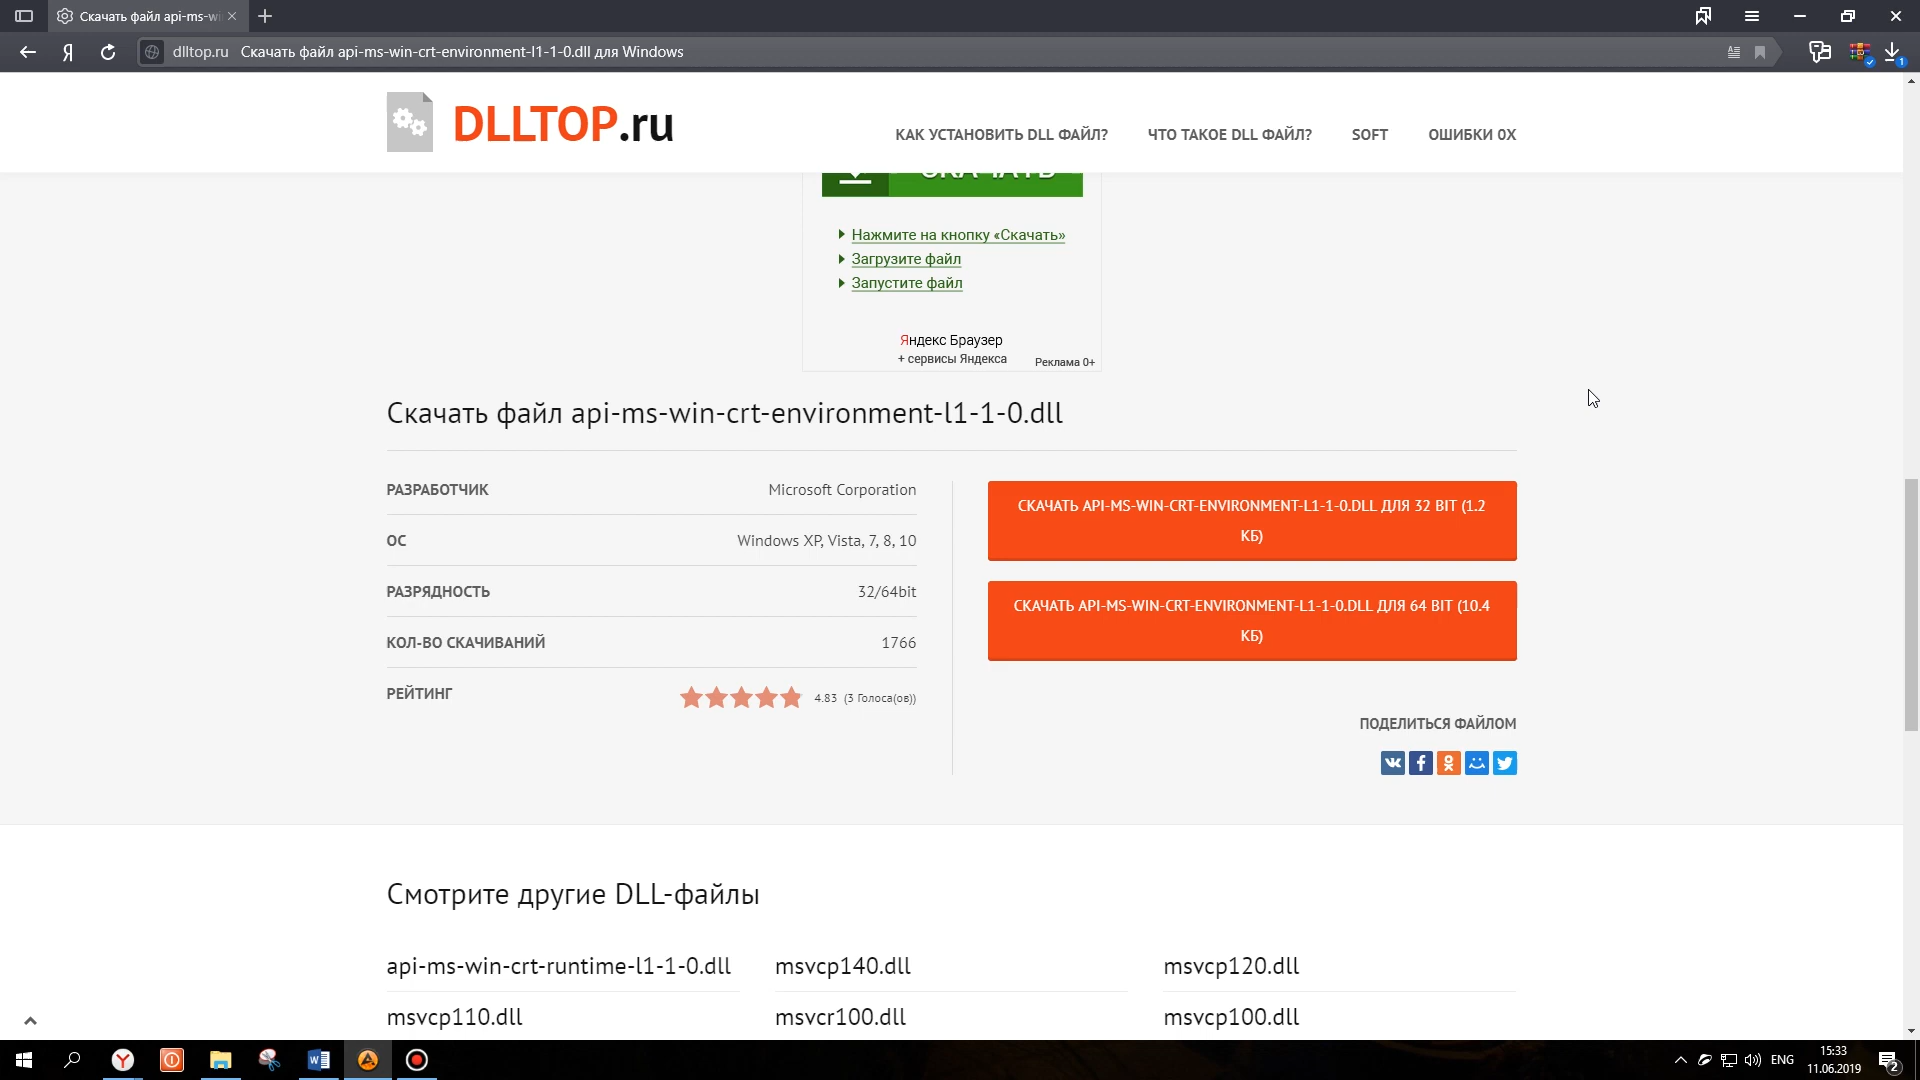 Скачать файл api-ms-wi
dlltop.ru Скачать файл api-ms-win-crt-environment-l1-1-0.dll для Windows
1
DLLTOP.ru
КАК УСТАНОВИТЬ DLL ФАЙЛ?
ЧТО ТАКОЕ DLL ФАЙЛ?
SOFT
ОШИБКИ 0X
СКАЧАТЬ
Нажмите на кнопку «Скачать»
Загрузите файл
Запустите файл
Яндекс Браузер
+ сервисы Яндекса
Реклама 0+
Скачать файл api-ms-win-crt-environment-l1-1-0.dll
РАЗРАБОТЧИК Microsoft Corporation
ОС Windows XP, Vista, 7, 8, 10
РАЗРЯДНОСТЬ 32/64bit
КОЛ-ВО СКАЧИВАНИЙ 1766
РЕЙТИНГ 4.83 (3 Голоса(ов))
СКАЧАТЬ API-MS-WIN-CRT-ENVIRONMENT-L1-1-0.DLL ДЛЯ 32 BIT (1.2
КБ)
СКАЧАТЬ API-MS-WIN-CRT-ENVIRONMENT-L1-1-0.DLL ДЛЯ 64 BIT (10.4
КБ)
ПОДЕЛИТЬСЯ ФАЙЛОМ
Смотрите другие DLL-файлы
api-ms-win-crt-runtime-l1-1-0.dll
msvcp140.dll
msvcp120.dll
msvcp110.dll
msvcr100.dll
msvcp100.dll
ENG
15:33
11.06.2019
2